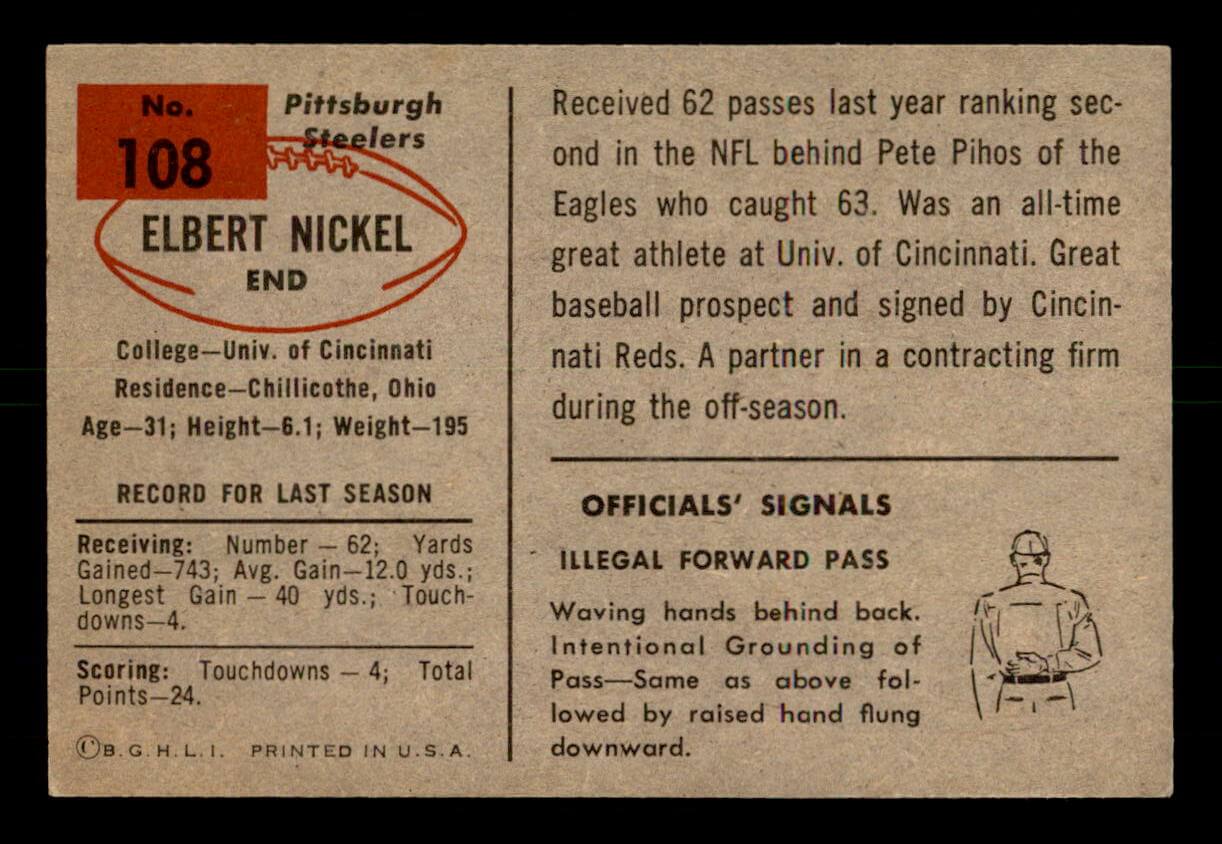 No.
108
Pittsburgh
Steelers
ELBERT NICKEL
END
College—Univ. of Cincinnati
Residence—Chillicothe, Ohio
Age—31; Height—6.1; Weight—195
RECORD FOR LAST SEASON
Receiving: Number — 62; Yards
Gained—743; Avg. Gain—12.0 yds.;
Longest Gain — 40 yds.; Touch-
downs—4.
Scoring: Touchdowns — 4; Total
Points—24.
©B.G.H.L.I. PRINTED IN U.S.A.
Received 62 passes last year ranking sec-
ond in the NFL behind Pete Pihos of the
Eagles who caught 63. Was an all-time
great athlete at Univ. of Cincinnati. Great
baseball prospect and signed by Cincin-
nati Reds. A partner in a contracting firm
during the off-season.
OFFICIALS' SIGNALS
ILLEGAL FORWARD PASS
Waving hands behind back.
Intentional Grounding of
Pass—Same as above fol-
lowed by raised hand flung
downward.